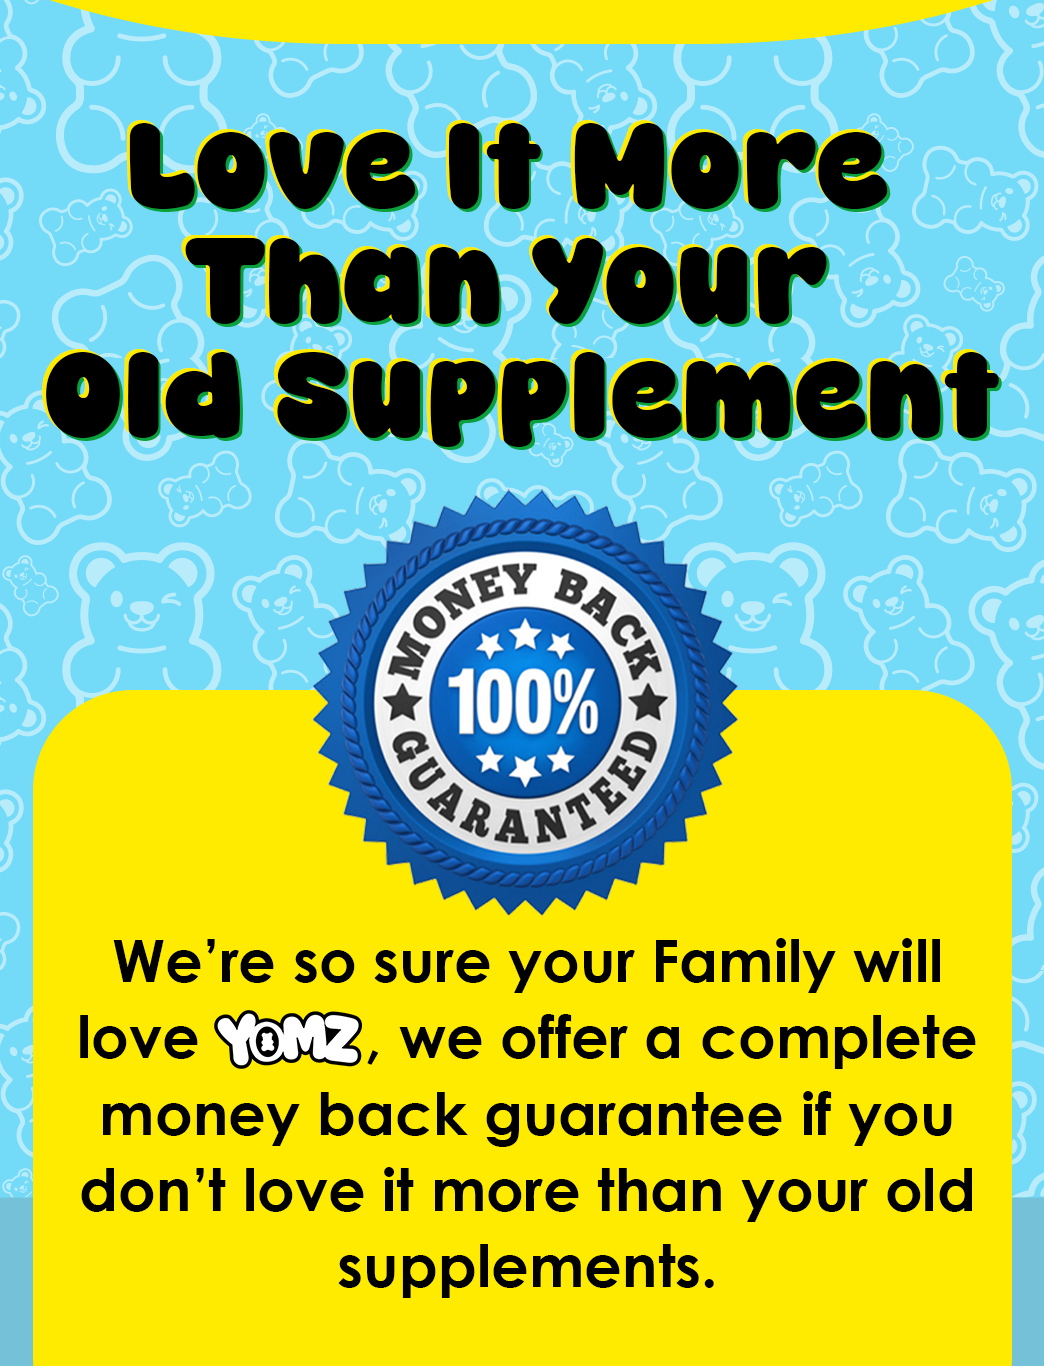 Love It More
Than Your
Old Supplement
MONEY BACK
100%
GUARANTEED
We’re so sure your Family will
love YOMZ, we offer a complete
money back guarantee if you
don’t love it more than your old
supplements.